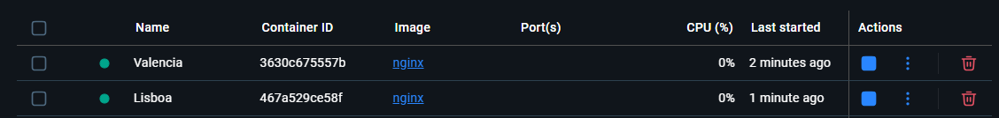 Name Container ID Image Port(s) CPU (%) Last started Actions
Valencia 3630c675557b nginx 0% 2 minutes ago
Lisboa 467a529ce58f nginx 0% 1 minute ago